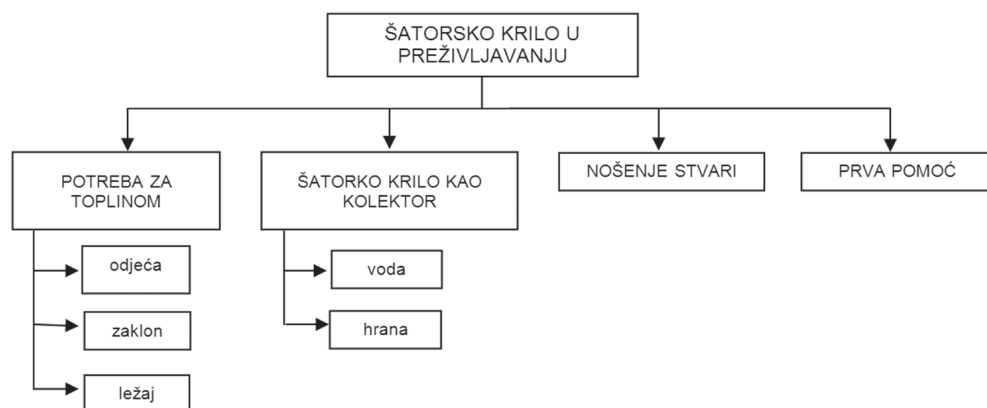 ŠATORSKO KRILO U
PREŽIVLJAVANJU
POTREBA ZA
TOPLINOM
ŠATORKO KRILO KAO
KOLEKTOR
NOŠENJE STVARI
PRVA POMOĆ
odjeća
zaklon
ležaj
voda
hrana